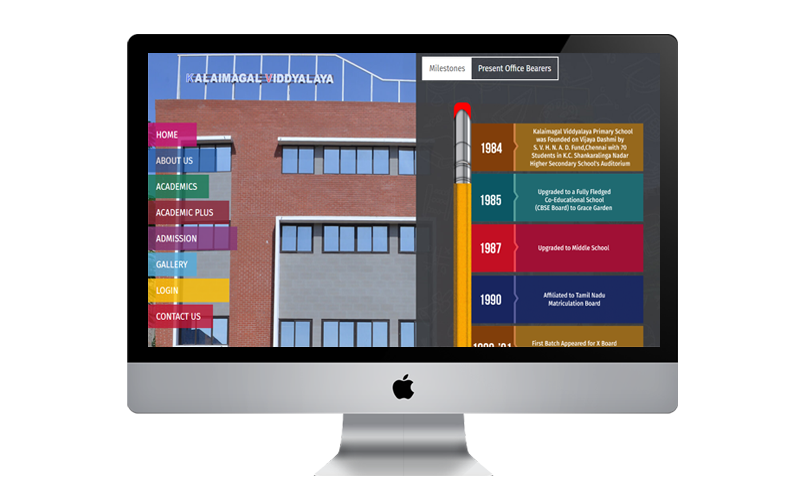 KALAIMAGAL VIDDYALAYA
HOME
ABOUT US
ACADEMICS
ACADEMIC PLUS
ADMISSION
GALLERY
LOGIN
CONTACT US
Milestones
Present Office Bearers
1984
Kalaimagal Viddyalaya Primary School
was Founded on Vijaya Dashmi by
S. V. H. N. A. D. Fund,Chennai with 70
Students in K.C. Shankaralinga Nadar
Higher Secondary School's Auditorium
1985
Upgraded to a Fully Fledged
Co-Educational School
(CBSE Board) to Grace Garden
1987
Upgraded to Middle School
1990
Affiliated to Tamil Nadu
Matriculation Board
First Batch Appeared for X Board